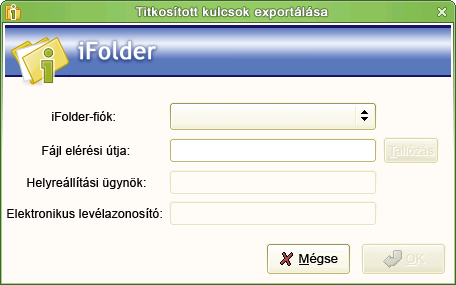 Titkosított kulcsok exportálása
iFolder
iFolder-fiók:
Fájl elérési útja:
Tallózás
Helyreállítási ügynök:
Elektronikus levélazonosító:
Mégse
OK